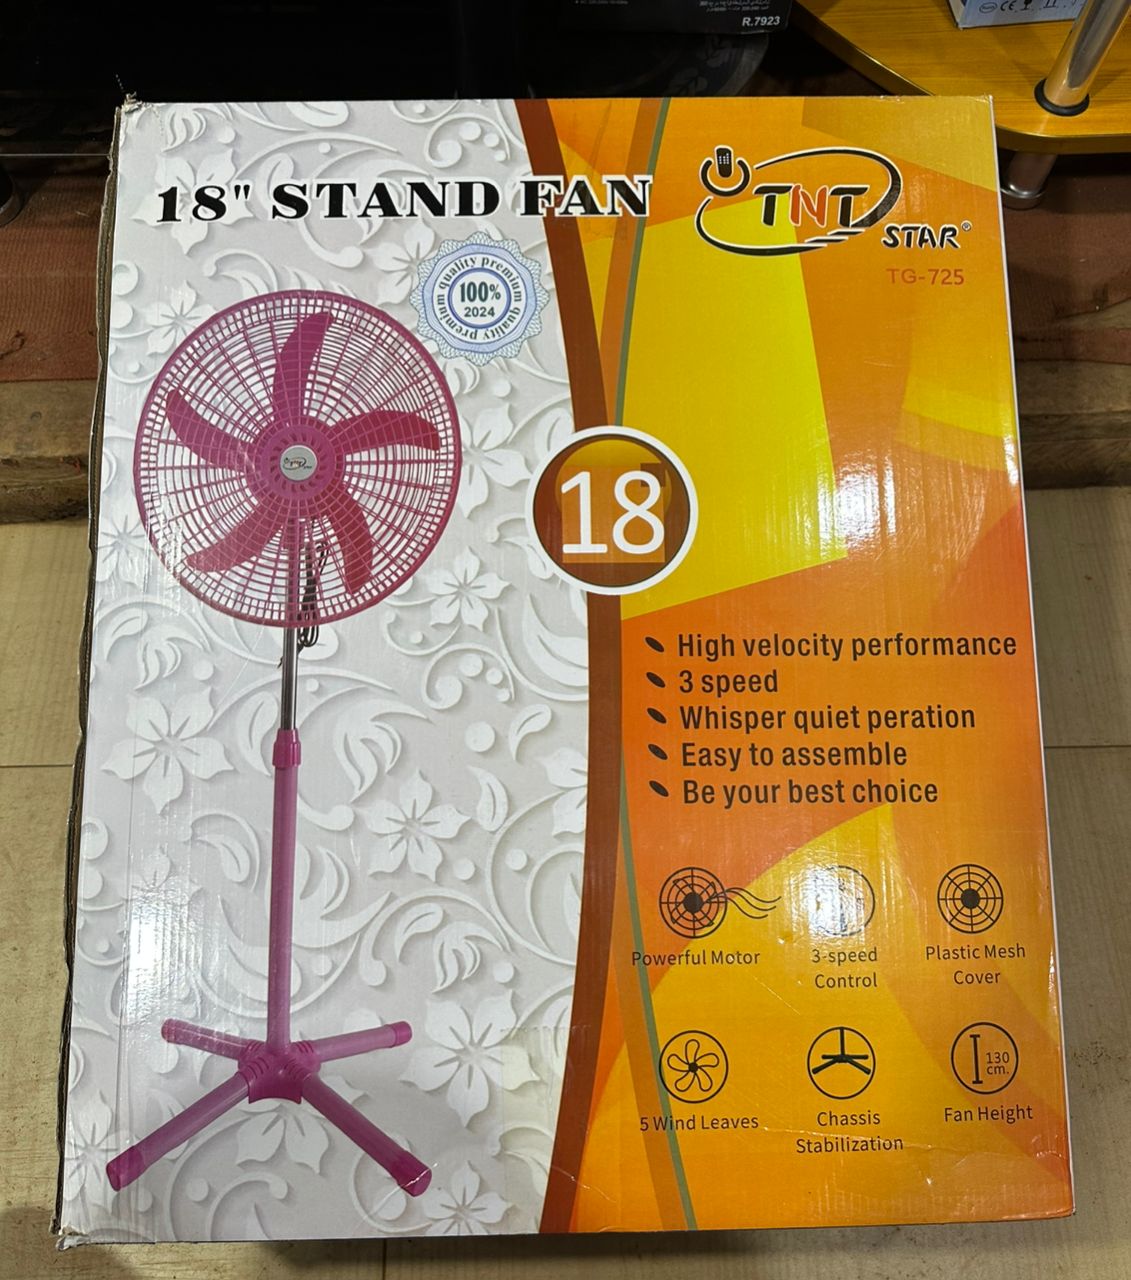 R.7923
CE
18" STAND FAN
TNT
STAR®
TG-725
quality premium
100%
2024
premium quality
18
High velocity performance
3 speed
Whisper quiet peration
Easy to assemble
Be your best choice
Powerful Motor
3-speed
Control
Plastic Mesh
Cover
130
cm.
5 Wind Leaves
Chassis
Stabilization
Fan Height